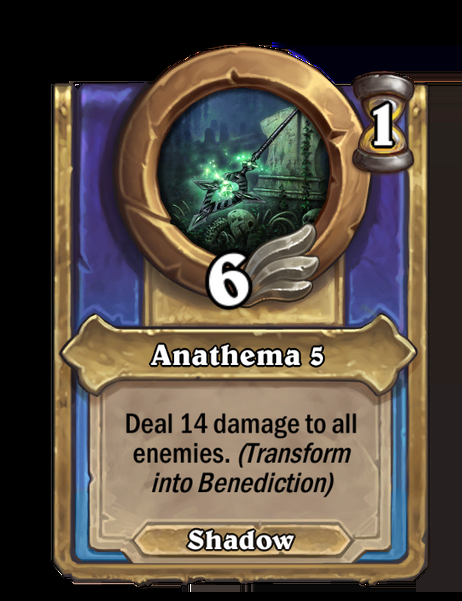 1
6
Anathema 5
Deal 14 damage to all
enemies. (Transform
into Benediction)
Shadow